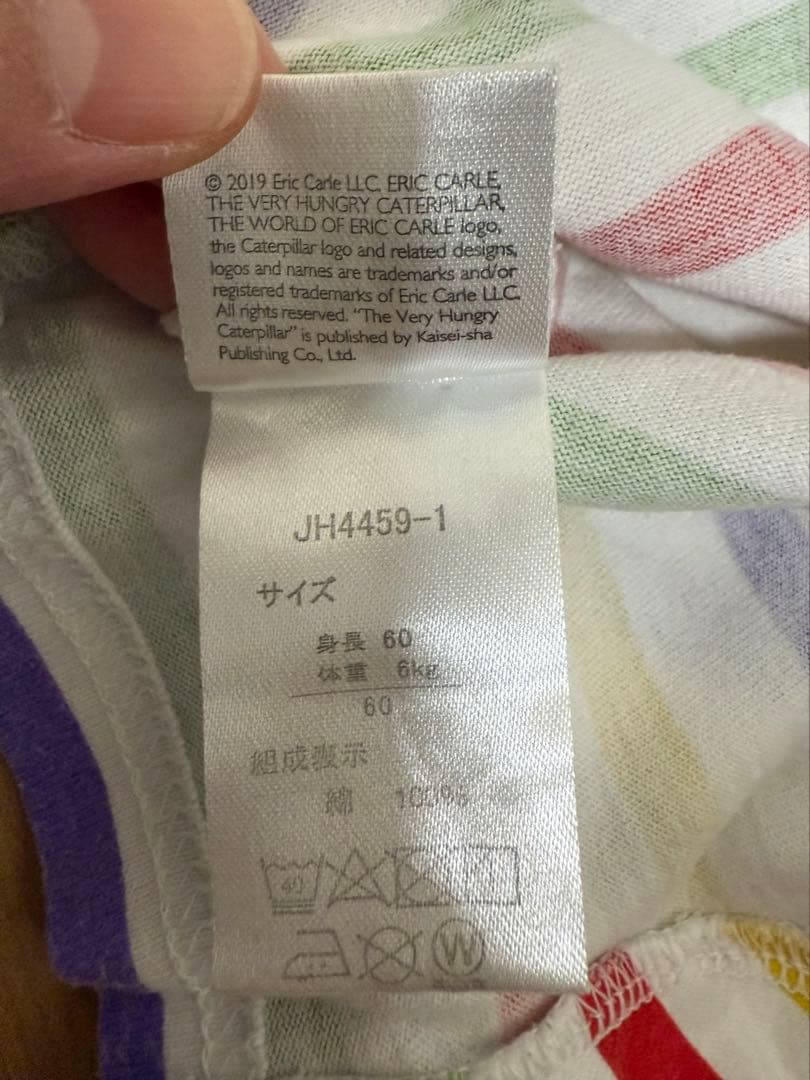 © 2019 Eric Carle LLC. ERIC CARLE,
THE VERY HUNGRY CATERPILLAR,
THE WORLD OF ERIC CARLE logo,
the Caterpillar logo and related designs,
logos and names are trademarks and/or
registered trademarks of Eric Carle LLC.
All rights reserved. "The Very Hungry
Caterpillar" is published by Kaisei-sha
Publishing Co., Ltd.
JH4459-1
サイズ
身長 60
体重 6kg
60
組成表示
綿 100%
40
W